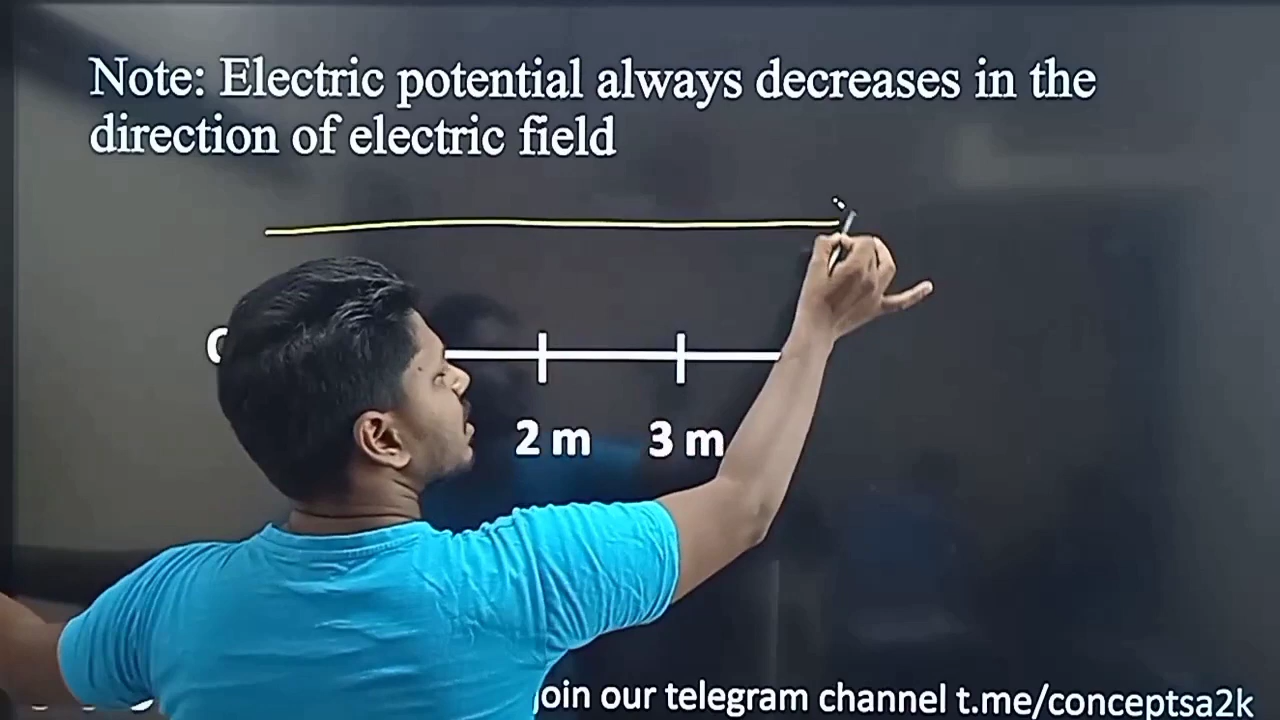 Note: Electric potential always decreases in the
direction of electric field
2 m 3 m
join our telegram channel t.me/conceptsa2k